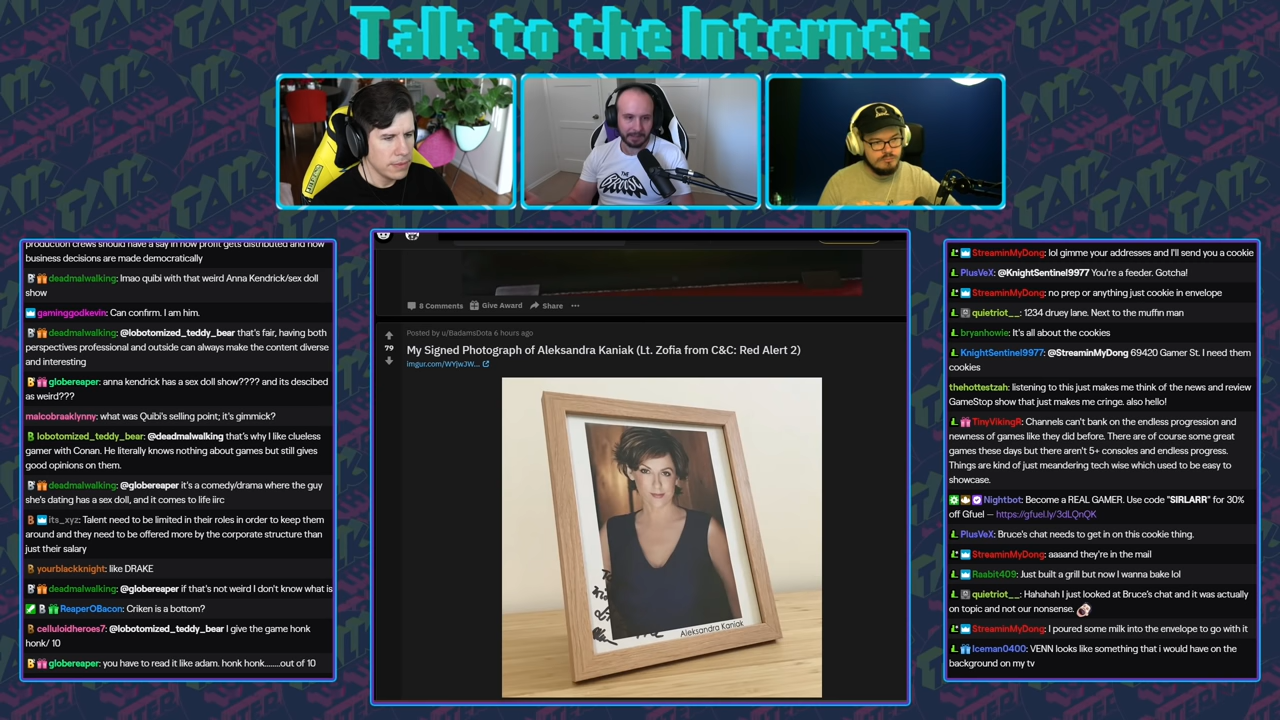 Talk to the Internet
production crews should have a say in how profit gets distributed and how
business decisions are made democratically
deadmalwalking: lmao quibi with that weird Anna Kendrick/sex doll
show
gaminggodkevin: Can confirm. I am him.
deadmalwalking: @lobotomized_teddy_bear that's fair, having both
perspectives professional and outside can always make the content diverse
and interesting
globereaper: anna kendrick has a sex doll show???? and its descibed
as weird???
malcobraaklynny: what was Quibi's selling point; it's gimmick?
lobotomized_teddy_bear: @deadmalwalking that's why I like clueless
gamer with Conan. He literally knows nothing about games but still gives
good opinions on them.
deadmalwalking: @globereaper it's a comedy/drama where the guy
she's dating has a sex doll, and it comes to life iirc
its_xyz: Talent need to be limited in their roles in order to keep them
around and they need to be offered more by the corporate structure than
just their salary
yourblackknight: like DRAKE
deadmalwalking: @globereaper if that's not weird I don't know what is
ReaperOBacon: Criken is a bottom?
celluloidheroes7: @lobotomized_teddy_bear I give the game honk
honk/ 10
globereaper: you have to read it like adam. honk honk........out of 10
8 Comments Give Award Share
Posted by u/BadamsDota 6 hours ago
79
My Signed Photograph of Aleksandra Kaniak (Lt. Zofia from C&C: Red Alert 2)
imgur.com/WYjwJW...
Aleksandra Kaniak
StreaminMyDong: lol gimme your addresses and I'll send you a cookie
PlusVeX: @KnightSentinel9977 You're a feeder. Gotcha!
StreaminMyDong: no prep or anything just cookie in envelope
quietriot__: 1234 druey lane. Next to the muffin man
bryanhowie: It's all about the cookies
KnightSentinel9977: @StreaminMyDong 69420 Gamer St. I need them
cookies
thehottestzah: listening to this just makes me think of the news and review
GameStop show that just makes me cringe. also hello!
TinyVikingR: Channels can't bank on the endless progression and
newness of games like they did before. There are of course some great
games these days but there aren't 5+ consoles and endless progress.
Things are kind of just meandering tech wise which used to be easy to
showcase.
Nightbot: Become a REAL GAMER. Use code "SIRLARR" for 30%
off Gfuel — https://gfuel.ly/3dLQnQK
PlusVeX: Bruce's chat needs to get in on this cookie thing.
StreaminMyDong: aaaand they're in the mail
Raabit409: Just built a grill but now I wanna bake lol
quietriot__: Hahahah I just looked at Bruce's chat and it was actually
on topic and not our nonsense.
StreaminMyDong: I poured some milk into the envelope to go with it
Iceman0400: VENN looks like something that i would have on the
background on my tv